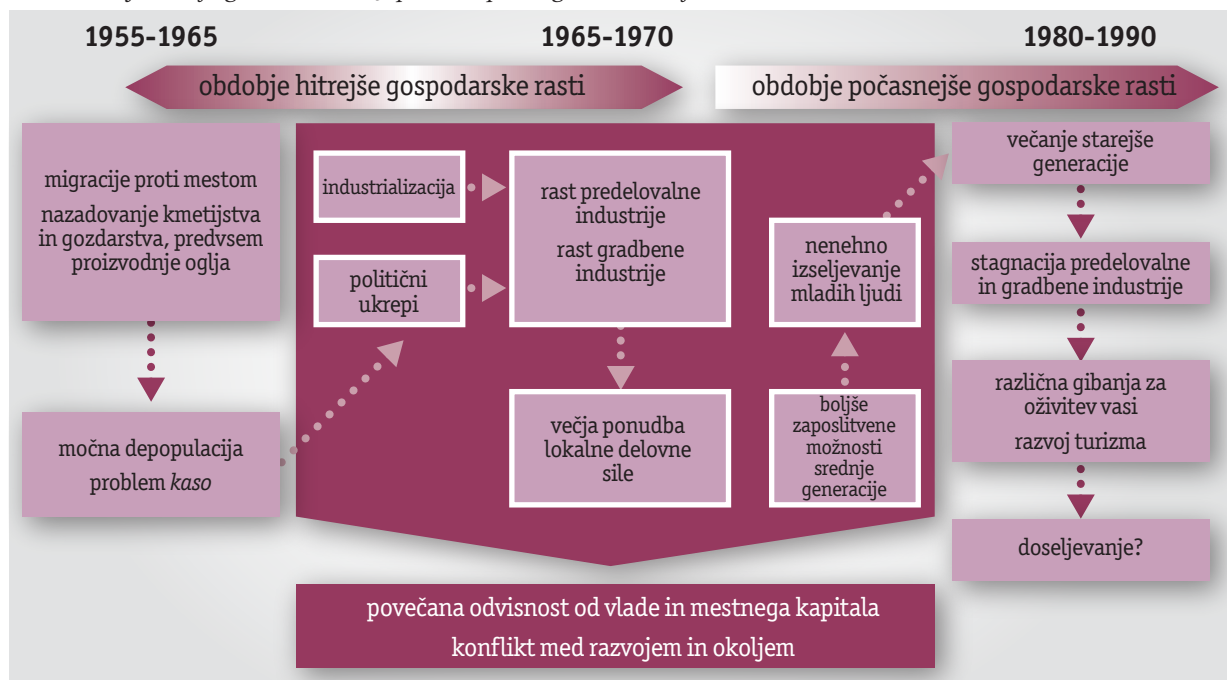 1955-1965
1965-1970
1980-1990
obdobje hitrejše gospodarske rasti
obdobje počasnejše gospodarske rasti
migracije proti mestom
nazadovanje kmetijstva
in gozdarstva, predvsem
proizvodnje oglja
močna depopulacija
problem kaso
industrializacija
politični
ukrepi
rast predelovalne
industrije
rast gradbene
industrije
večja ponudba
lokalne delovne
sile
nenehno
izseljevanje
mladih ljudi
boljše
zaposlitvene
možnosti
srednje
generacije
večanje starejše
generacije
stagnacija predelovalne
in gradbene industrije
različna gibanja za
oživitev vasi
razvoj turizma
doseljevanje?
povečana odvisnost od vlade in mestnega kapitala
konflikt med razvojem in okoljem